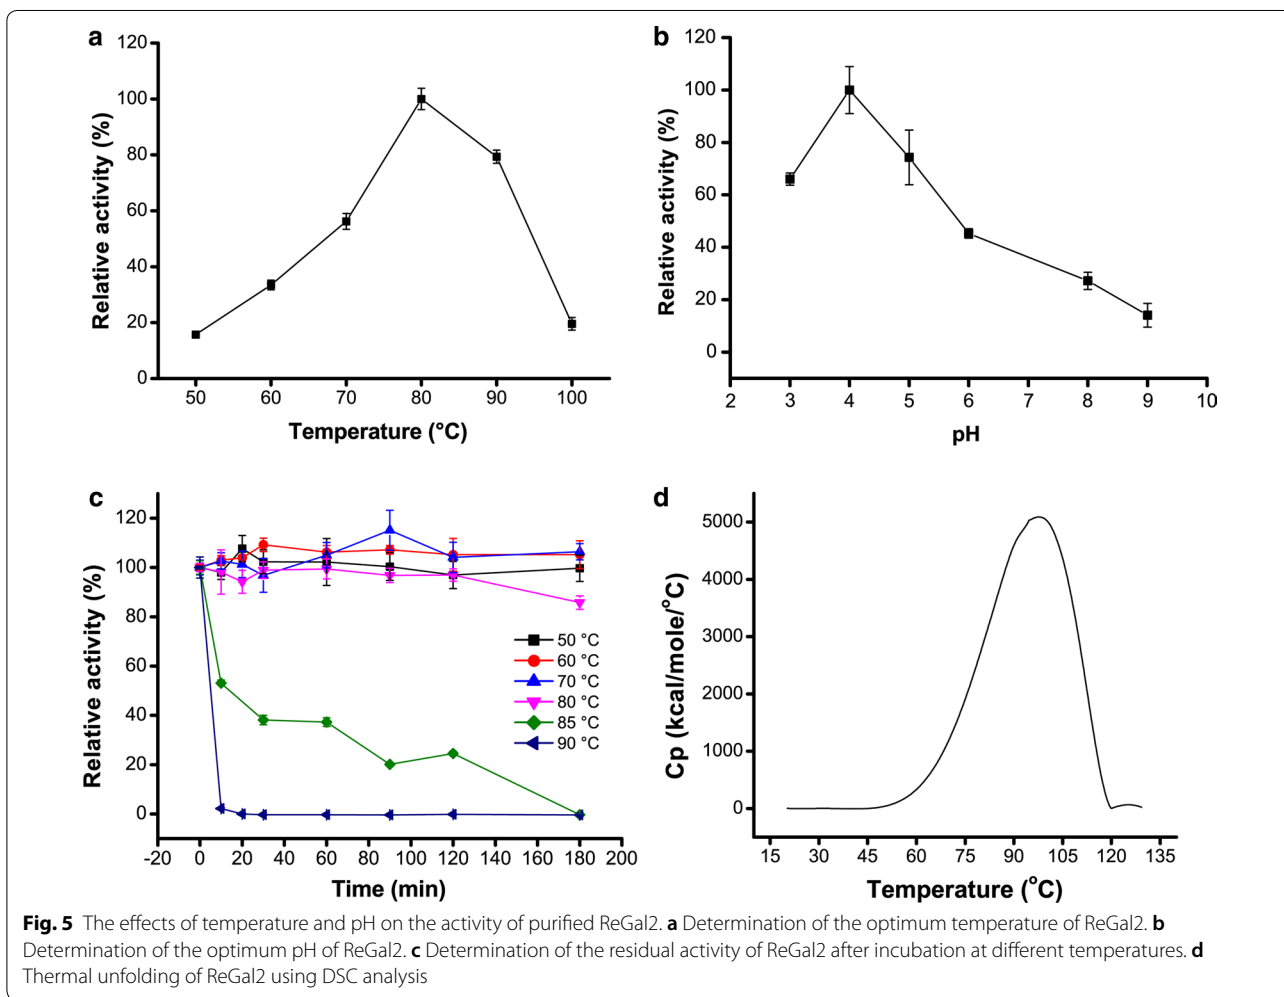 a
120
100
80
60
40
20
0
Relative activity (%)
50 60 70 80 90 100
Temperature (°C)
b
120
100
80
60
40
20
0
Relative activity (%)
2 3 4 5 6 7 8 9 10
pH
c
120
100
80
60
40
20
0
Relative activity (%)
50 °C
60 °C
70 °C
80 °C
85 °C
90 °C
-20 0 20 40 60 80 100 120 140 160 180 200
Time (min)
d
5000
4000
3000
2000
1000
0
Cp (kcal/mole/°C)
15 30 45 60 75 90 105 120 135
Temperature (°C)
Fig. 5 The effects of temperature and pH on the activity of purified ReGal2. a Determination of the optimum temperature of ReGal2. b
Determination of the optimum pH of ReGal2. c Determination of the residual activity of ReGal2 after incubation at different temperatures. d
Thermal unfolding of ReGal2 using DSC analysis